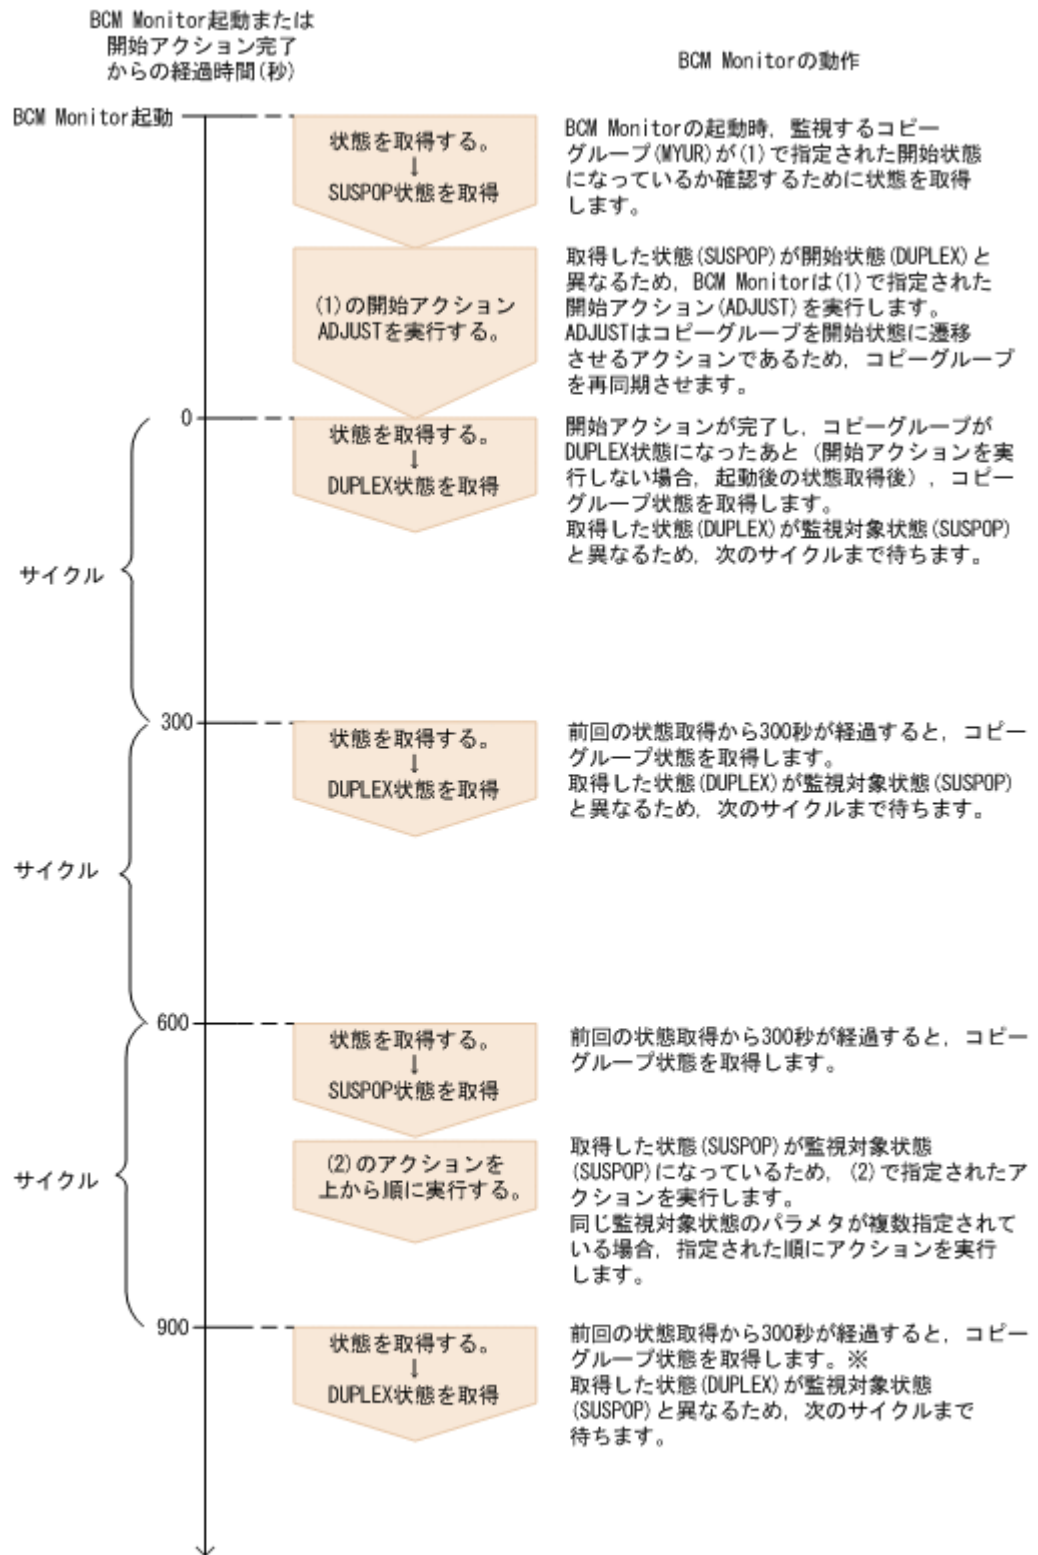 BCM Monitor起動または
開始アクション完了
からの経過時間(秒)
BCM Monitorの動作
BCM Monitor起動
状態を取得する。
↓
SUSPOP状態を取得
BCM Monitorの起動時，監視するコピー
グループ(MYUR)が(1)で指定された開始状態
になっているか確認するために状態を取得
します。
(1)の開始アクション
ADJUSTを実行する。
取得した状態(SUSPOP)が開始状態(DUPLEX)と
異なるため，BCM Monitorは(1)で指定された
開始アクション(ADJUST)を実行します。
ADJUSTはコピーグループを開始状態に遷移
させるアクションであるため，コピーグループ
を再同期させます。
0
状態を取得する。
↓
DUPLEX状態を取得
開始アクションが完了し，コピーグループが
DUPLEX状態になったあと（開始アクションを実
行しない場合，起動後の状態取得後），コピー
グループ状態を取得します。
取得した状態(DUPLEX)が監視対象状態(SUSPOP)
と異なるため，次のサイクルまで待ちます。
サイクル
300
状態を取得する。
↓
DUPLEX状態を取得
前回の状態取得から300秒が経過すると，コピー
グループ状態を取得します。
取得した状態(DUPLEX)が監視対象状態(SUSPOP)
と異なるため，次のサイクルまで待ちます。
サイクル
600
状態を取得する。
↓
SUSPOP状態を取得
前回の状態取得から300秒が経過すると，コピー
グループ状態を取得します。
サイクル
(2)のアクションを
上から順に実行する。
取得した状態(SUSPOP)が監視対象状態
(SUSPOP)になっているため，(2)で指定されたア
クションを実行します。
同じ監視対象状態のパラメタが複数指定されて
いる場合，指定された順にアクションを実行
します。
900
状態を取得する。
↓
DUPLEX状態を取得
前回の状態取得から300秒が経過すると，コピー
グループ状態を取得します。※
取得した状態(DUPLEX)が監視対象状態
(SUSPOP)と異なるため，次のサイクルまで
待ちます。